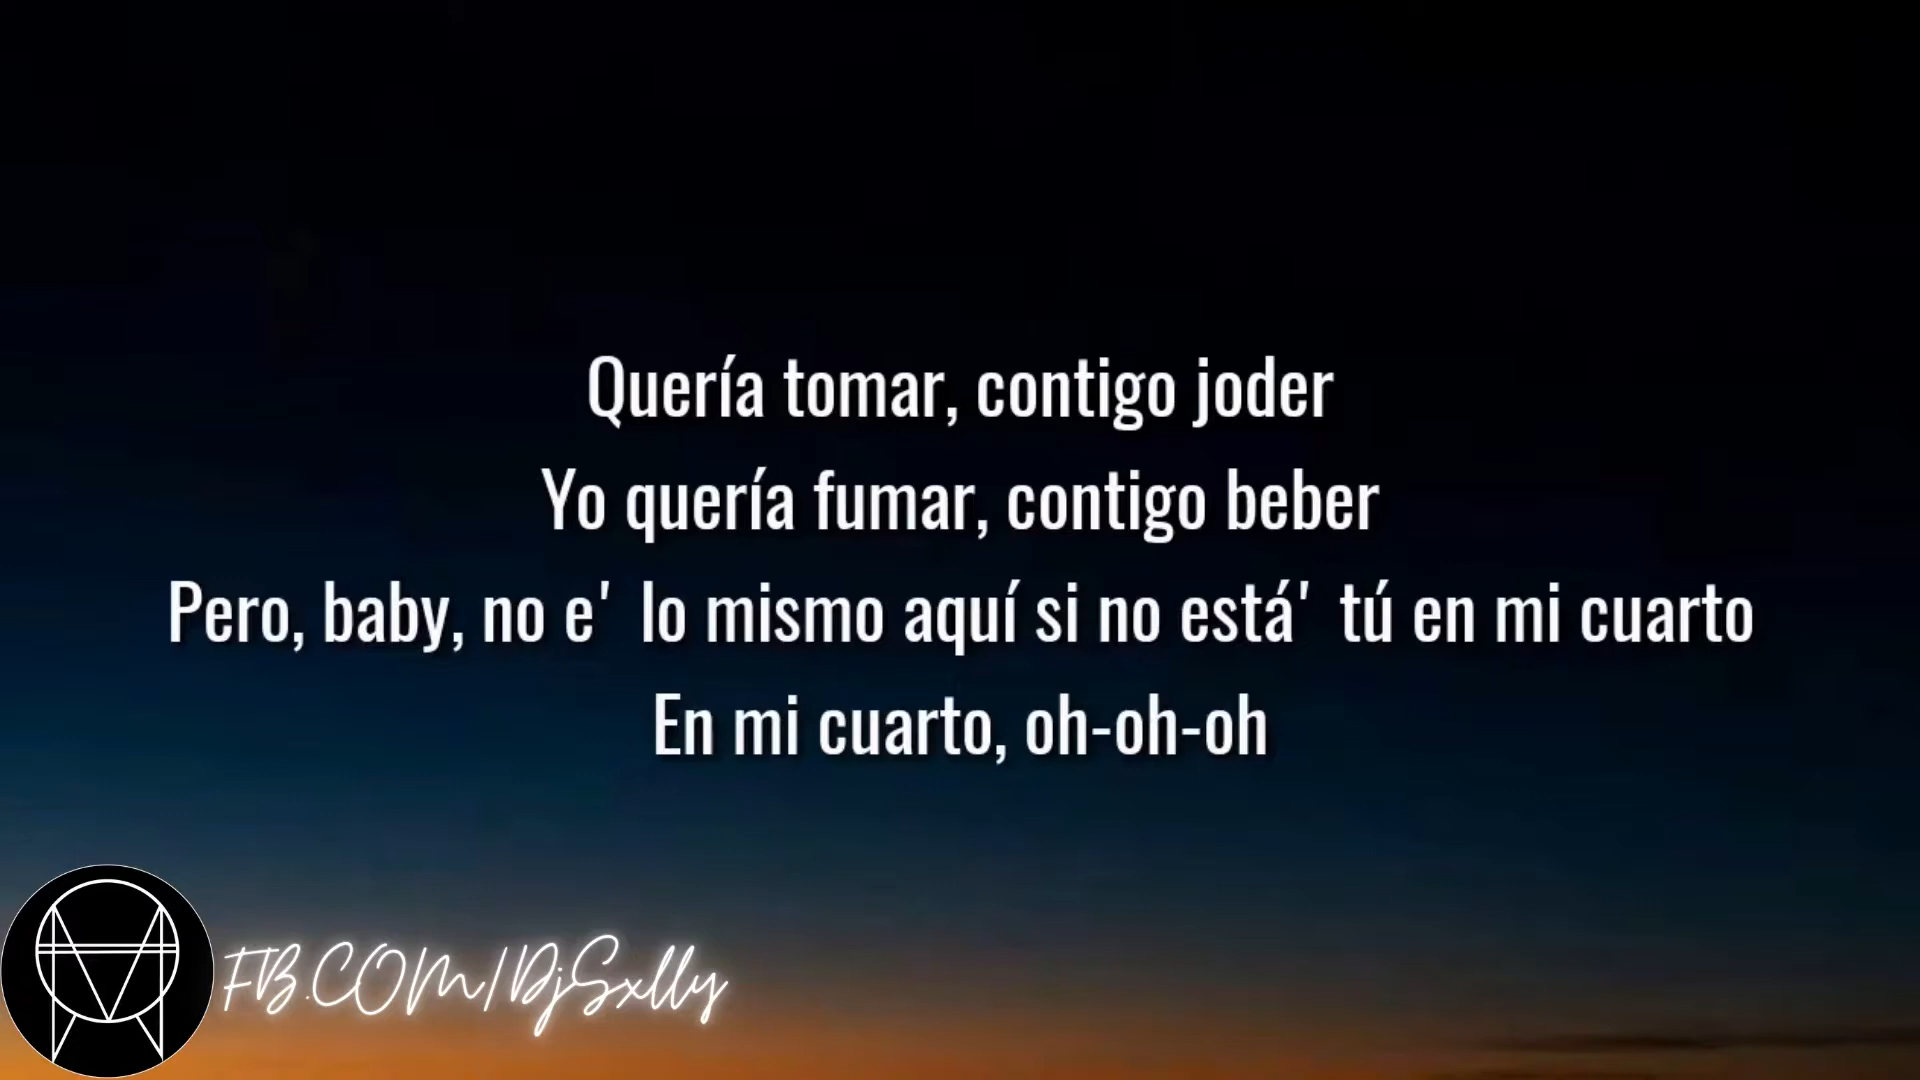 Quería tomar, contigo joder
Yo quería fumar, contigo beber
Pero, baby, no e' lo mismo aquí si no está' tú en mi cuarto
En mi cuarto, oh-oh-oh
FB.COM/DjSxlly